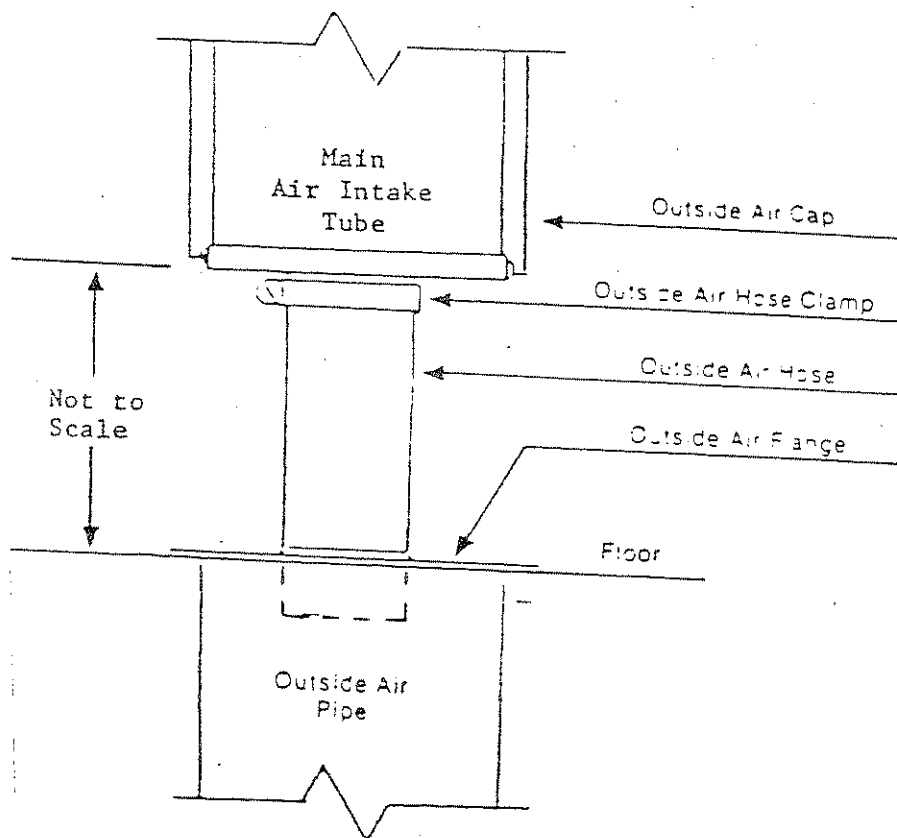 Main
Air Intake
Tube
Outside Air Cap
Outside Air Hose Clamp
Outside Air Hose
Not to
Scale
Outside Air Flange
Floor
Outside Air
Pipe